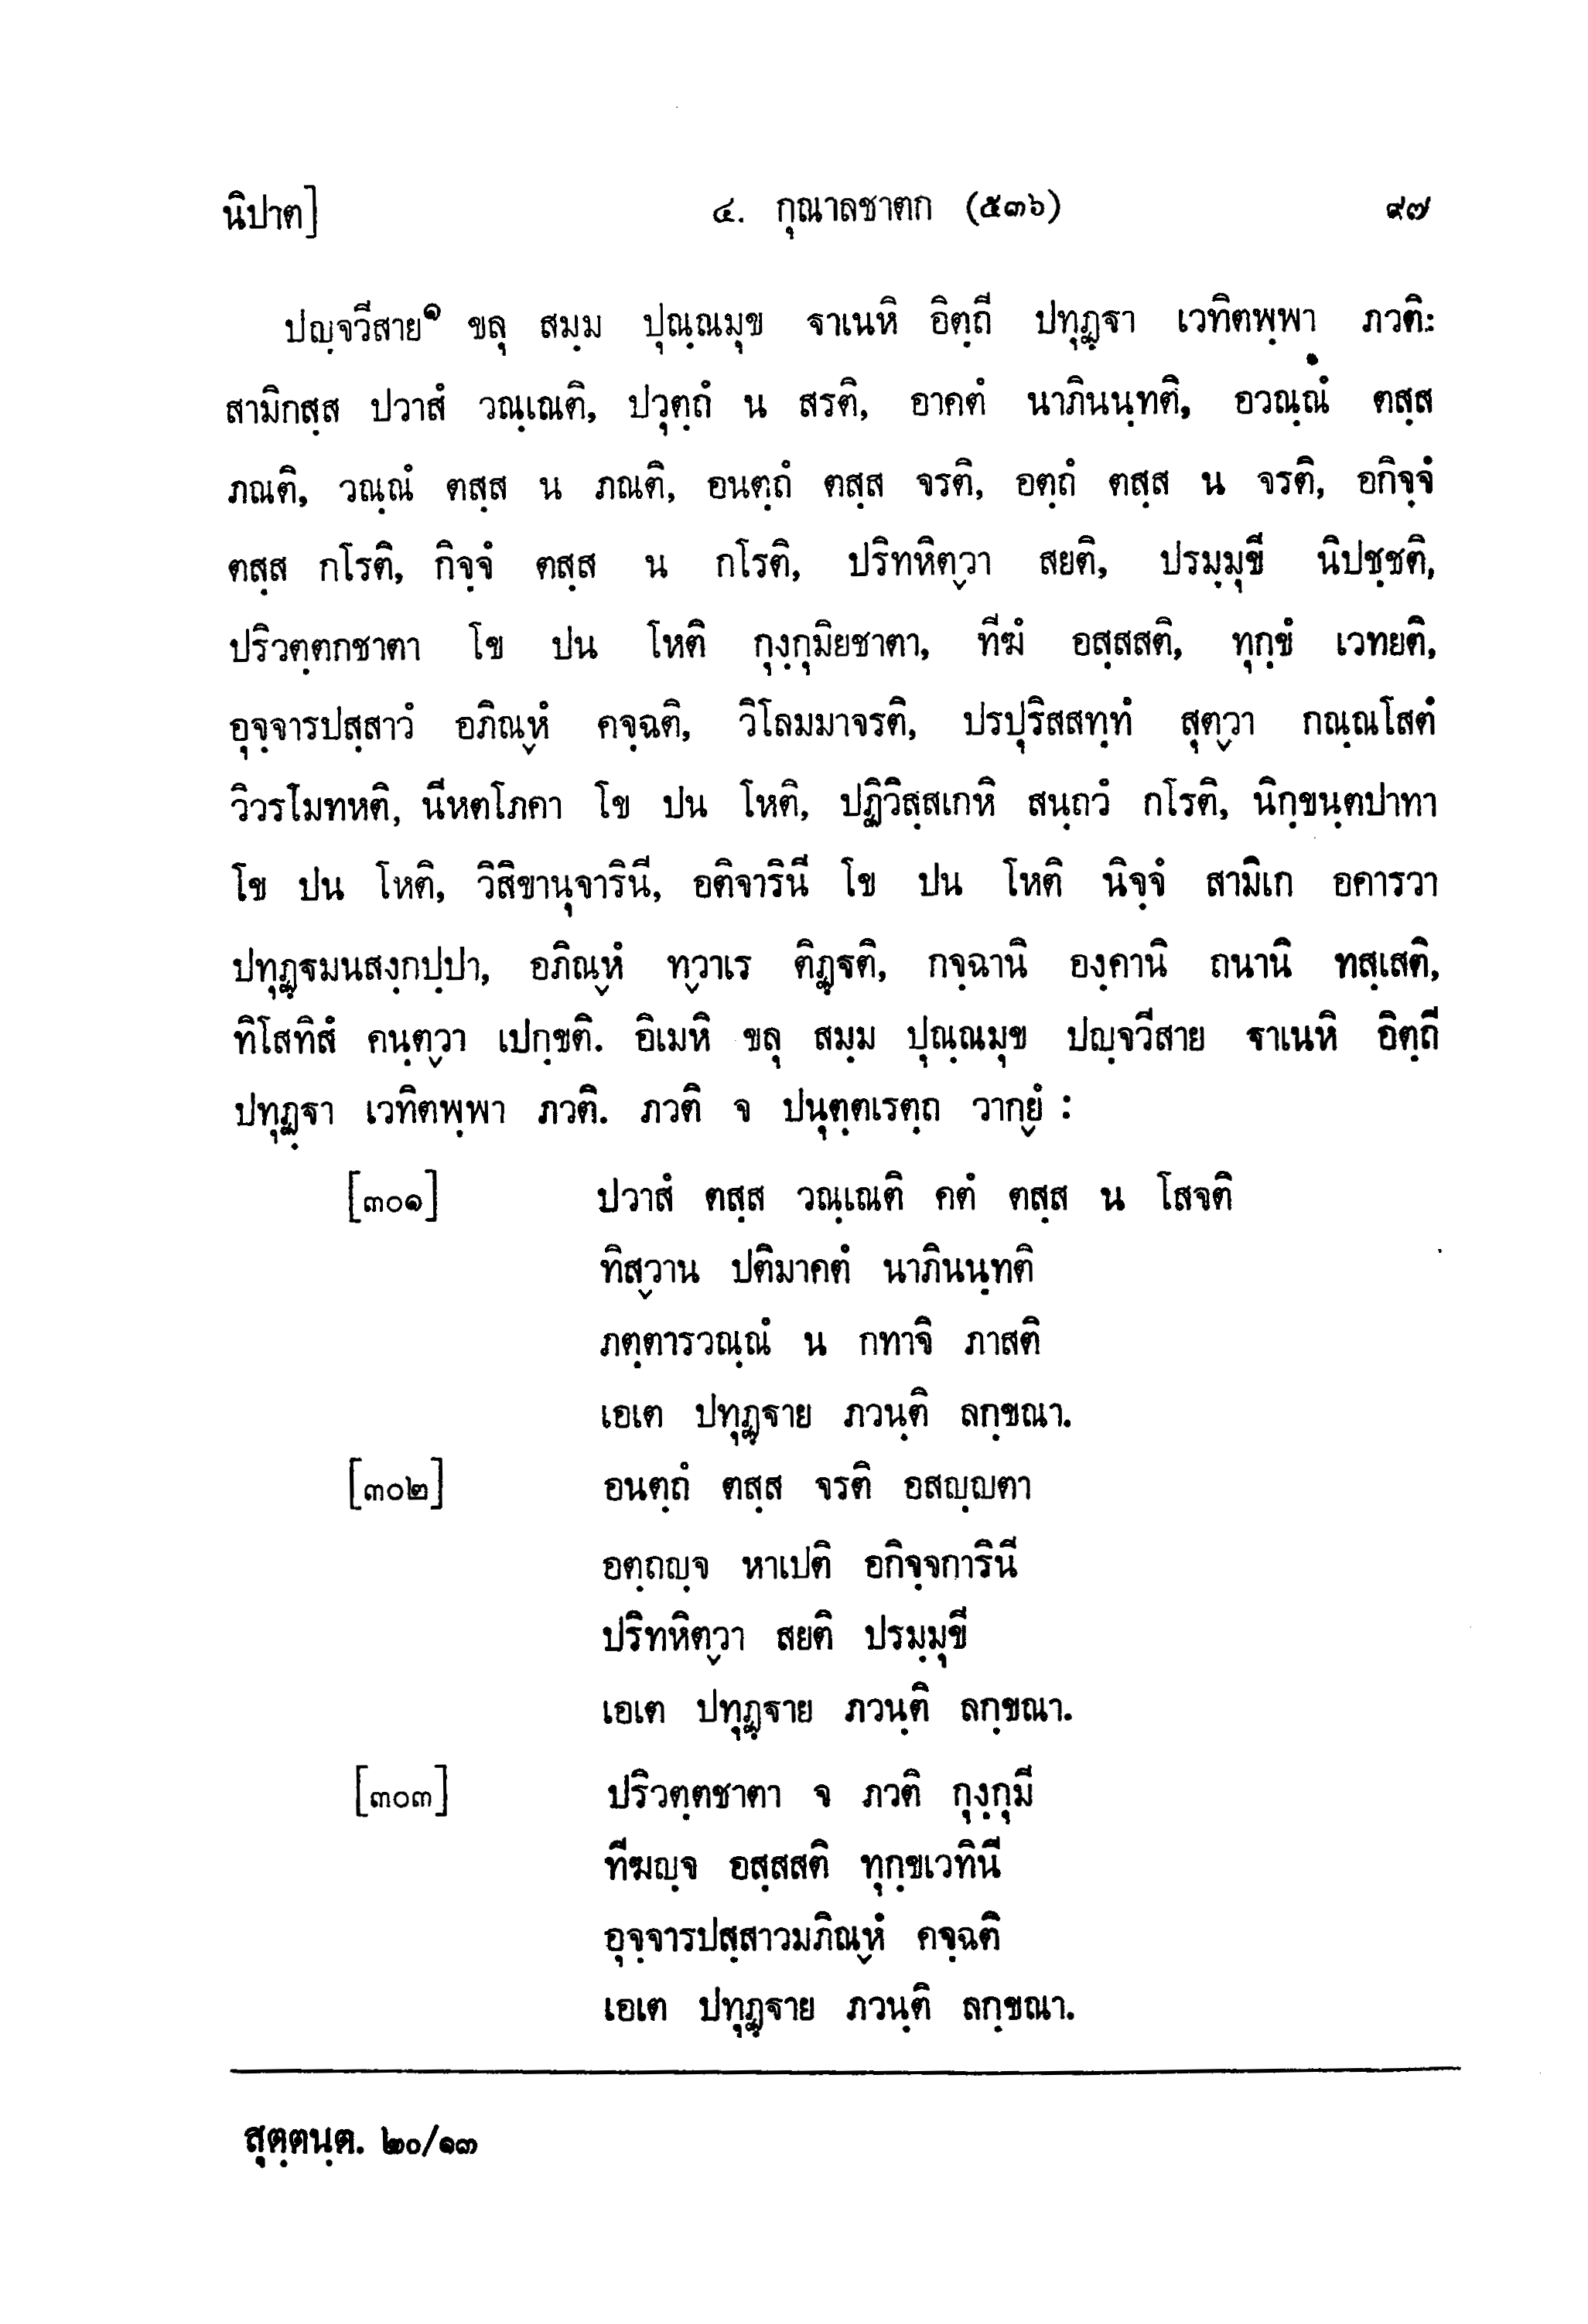 นิปาต] ๔. กุณาลชาตก (๕๓๖) ๙๗
ปญฺจวีสาย๑ ขลุ สมฺม ปุณฺณมุข ฐาเนหิ อิตฺถี ปทุฏฺฐา เวทิตพฺพา ภวติ:
สามิกสฺส ปวาสํ วณฺเณติ, ปวุตฺถํ น สรติ, อาคตํ นาภินนฺทติ, อวณฺณํ ตสฺส
ภณติ, วณฺณํ ตสฺส น ภณติ, อนตฺถํ ตสฺส จรติ, อตฺถํ ตสฺส น จรติ, อกิจฺจํ
ตสฺส กโรติ, กิจฺจํ ตสฺส น กโรติ, ปริทหิตฺวา สยติ, ปรมฺมุขี นิปชฺชติ,
ปริวตฺตกชาตา โข ปน โหติ กุงฺกุมิยชาตา, ทีฆํ อสฺสสติ, ทุกฺขํ เวทยติ,
อุจฺจารปสฺสาวํ อภิณฺหํ คจฺฉติ, วิโลมมาจรติ, ปรปุริสสทฺทํ สุตฺวา กณฺณโสตํ
วิวรโมทหติ, นีหตโภคา โข ปน โหติ, ปฏิวิสฺสเกหิ สนฺถวํ กโรติ, นิกฺขนฺตปาทา
โข ปน โหติ, วิสิขานุจารินี, อติจารินี โข ปน โหติ นิจฺจํ สามิเก อคารวา
ปทุฏฺฐมนสงฺกปฺปา, อภิณฺหํ ทฺวาเร ติฏฺฐติ, กจฺฉานิ องฺคานิ ถนานิ ทสฺเสติ,
ทิโสทิสํ คนฺตฺวา เปกฺขติ. อิเมหิ ขลุ สมฺม ปุณฺณมุข ปญฺจวีสาย ฐาเนหิ อิตฺถี
ปทุฏฺฐา เวทิตพฺพา ภวติ. ภวติ จ ปนุตฺตเรตฺถ วากฺยํ :
[๓๐๑] ปวาสํ ตสฺส วณฺเณติ คตํ ตสฺส น โสจติ
ทิสฺวาน ปติมาคตํ นาภินนฺทติ
ภตฺตารวณฺณํ น กทาจิ ภาสติ
เอเต ปทุฏฺฐาย ภวนฺติ ลกฺขณา.
[๓๐๒] อนตฺถํ ตสฺส จรติ อสญฺญตา
อตฺถญฺจ หาเปติ อกิจฺจการินี
ปริทหิตฺวา สยติ ปรมฺมุขี
เอเต ปทุฏฺฐาย ภวนฺติ ลกฺขณา.
[๓๐๓] ปริวตฺตชาตา จ ภวติ กุงฺกุมี
ทีฆญฺจ อสฺสสติ ทุกฺขเวทินี
อุจฺจารปสฺสาวมภิณฺหํ คจฺฉติ
เอเต ปทุฏฺฐาย ภวนฺติ ลกฺขณา.
สุตฺตนฺต. ๒๐/๑๓